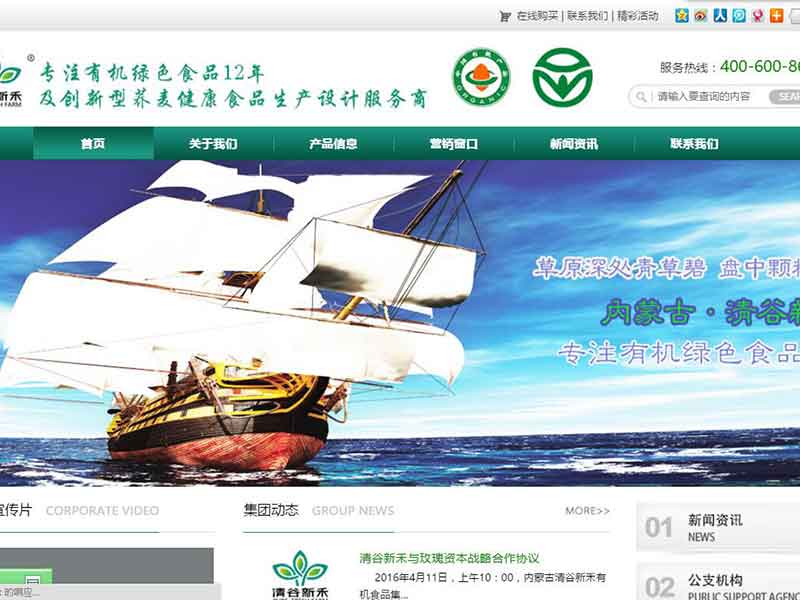 在线购买 | 联系我们 | 精彩活动
®
新禾
FARM
专注有机绿色食品12年
及创新型荞麦健康食品生产设计服务商
中国有机产品
ORGANIC
服务热线：400-600-86
请输入要查询的内容
SEAR
首页 关于我们 产品信息 营销窗口 新闻资讯 联系我们
草原深处青草碧 盘中颗粒
内蒙古·清谷新
专注有机绿色食品
宣传片 CORPORATE VIDEO
集团动态 GROUP NEWS MORE>>
01 新闻资讯
NEWS
清谷新禾与玫瑰资本战略合作协议
2016年4月11日，上午10：00，内蒙古清谷新禾有
机食品集...
清谷新禾
02 公支机构
PUBLIC SUPPORT AGENC
的响应...